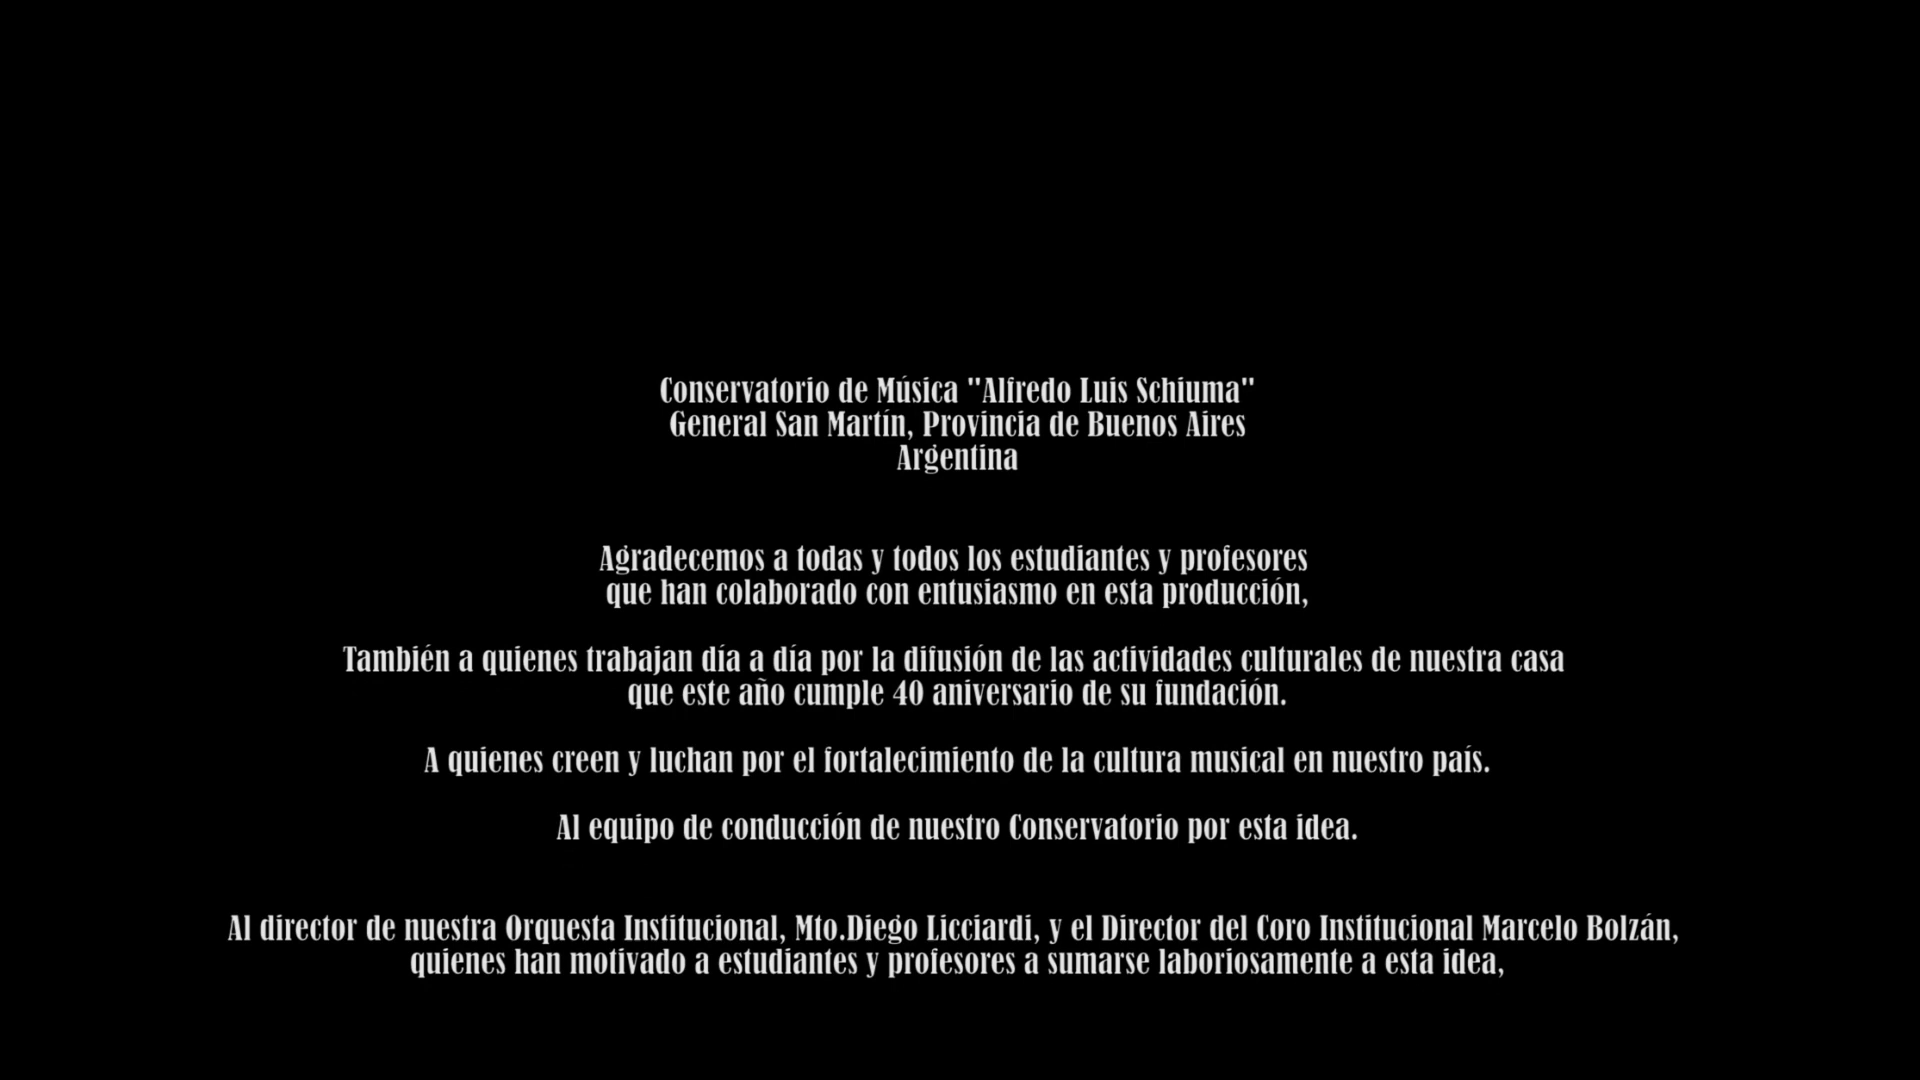 Conservatorio de Música "Alfredo Luis Schiuma"
General San Martín, Provincia de Buenos Aires
Argentina
Agradecemos a todas y todos los estudiantes y profesores
que han colaborado con entusiasmo en esta producción,
También a quienes trabajan día a día por la difusión de las actividades culturales de nuestra casa
que este año cumple 40 aniversario de su fundación.
A quienes creen y luchan por el fortalecimiento de la cultura musical en nuestro país.
Al equipo de conducción de nuestro Conservatorio por esta idea.
Al director de nuestra Orquesta Institucional, Mto.Diego Licciardi, y el Director del Coro Institucional Marcelo Bolzán,
quienes han motivado a estudiantes y profesores a sumarse laboriosamente a esta idea,